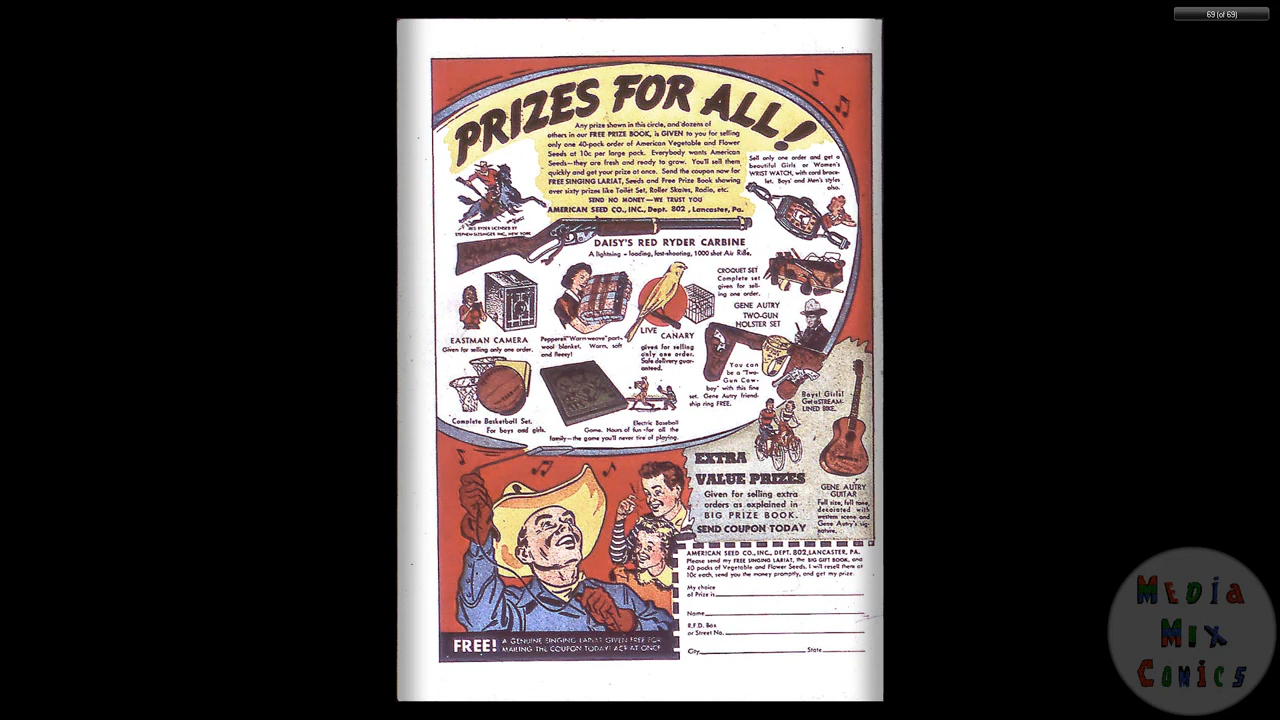 69 (of 69)
PRIZES FOR ALL!
Any prize shown in this circle, and dozens of
others in our FREE PRIZE BOOK, is GIVEN to you for selling
only one 40-pack order of American Vegetable and Flower
Seeds at 10c per large pack. Everybody wants American
Seeds—they are fresh and ready to grow. You'll sell them
quickly and get your prize at once. Send the coupon now for
FREE SINGING LARIAT, Seeds and Free Prize Book showing
over sixty prizes like Toilet Set, Roller Skates, Radio, etc.
SEND NO MONEY—WE TRUST YOU
AMERICAN SEED CO., INC., Dept. 802, Lancaster, Pa.
Sell only one order and get a
beautiful Girls or Women's
WRIST WATCH, with cord brace-
let. Boys' and Men's styles
also.
RED RYDER LICENSED BY
STEPHEN SLESINGER INC., NEW YORK
DAISY'S RED RYDER CARBINE
A lightning - loading, fast-shooting, 1000 shot Air Rifle.
CROQUET SET
Complete set
given for sell-
ing one order.
GENE AUTRY
TWO-GUN
HOLSTER SET
You can
be a "Two-
Gun Cow-
boy" with this fine
set. Gene Autry friend-
ship ring FREE.
EASTMAN CAMERA
Given for selling only one order.
Pepperell "Warmweave" part-
wool blanket. Warm, soft
and fleecy!
LIVE
CANARY
given for selling
only one order.
Safe delivery guar-
anteed.
Complete Basketball Set.
For boys and girls.
Electric Baseball
Game. Hours of fun-for all the
family—the game you'll never tire of playing.
Boys! Girls!
Get a STREAM-
LINED BIKE.
EXTRA
VALUE PRIZES
Given for selling extra
orders as explained in
BIG PRIZE BOOK.
SEND COUPON TODAY
GENE AUTRY
GUITAR
Full size, full tone,
decorated with
western scene and
Gene Autry's sig-
nature.
AMERICAN SEED CO., INC., DEPT. 802, LANCASTER, PA.
Please send my FREE SINGING LARIAT, the BIG GIFT BOOK, and
40 packs of Vegetable and Flower Seeds. I will resell them at
10c each, send you the money promptly, and get my prize.
My choice
of Prize is
Name
R.F.D. Box
or Street No.
City State
FREE! A GENUINE SINGING LARIAT GIVEN FREE FOR
MAILING THE COUPON TODAY! ACT AT ONCE
MEDIA
MIX
COMICS